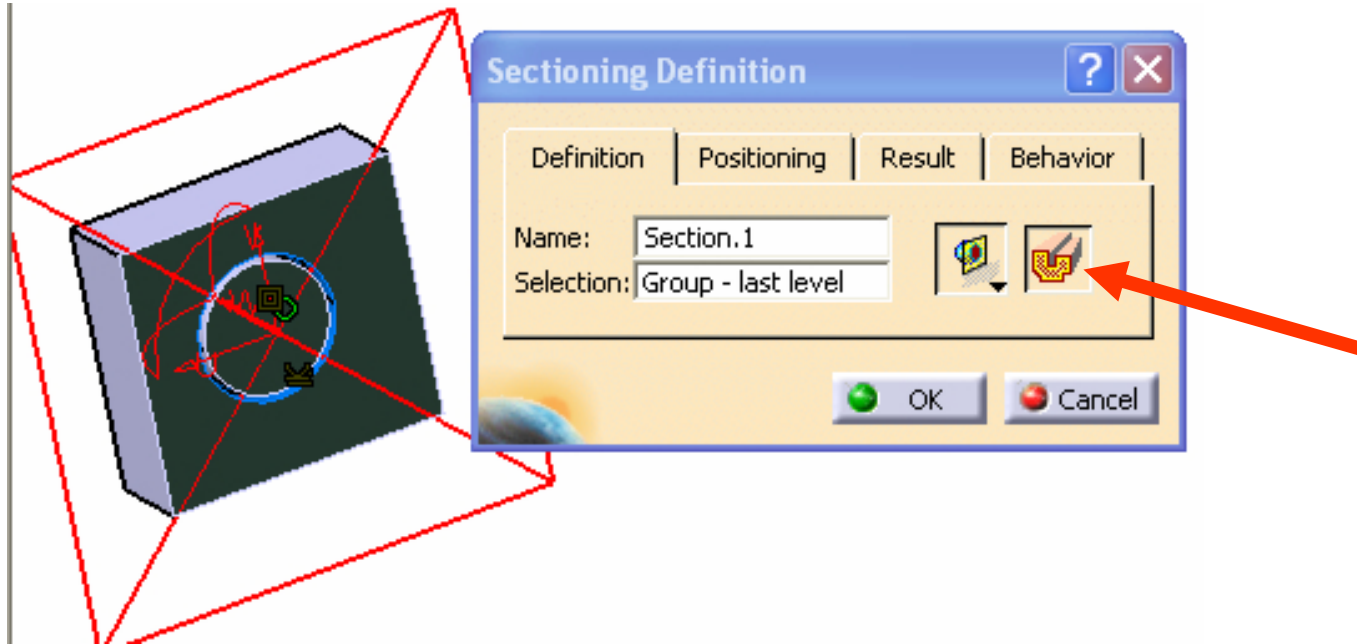 Sectioning Definition
Definition Positioning Result Behavior
Name: Section.1
Selection: Group - last level
OK Cancel